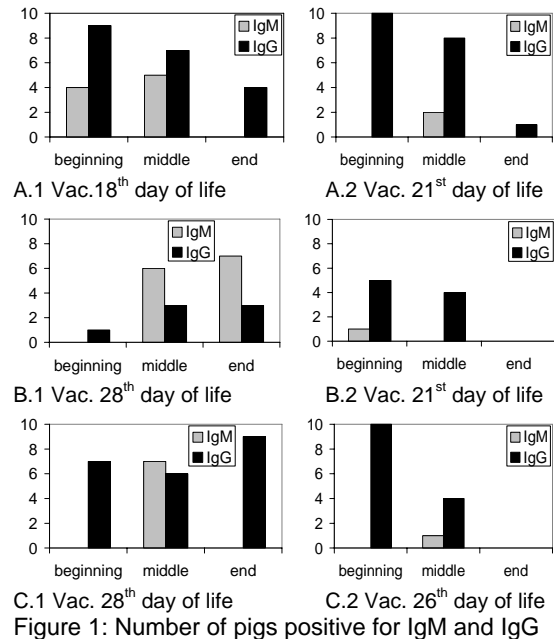 10
8
6
4
2
0
IgM
IgG
beginning middle end
A.1 Vac.18th day of life
10
8
6
4
2
0
IgM
IgG
beginning middle end
A.2 Vac. 21st day of life
10
8
6
4
2
0
IgM
IgG
beginning middle end
B.1 Vac. 28th day of life
10
8
6
4
2
0
IgM
IgG
beginning middle end
B.2 Vac. 21st day of life
10
8
6
4
2
0
IgM
IgG
beginning middle end
C.1 Vac. 28th day of life
10
8
6
4
2
0
IgM
IgG
beginning middle end
C.2 Vac. 26th day of life
Figure 1: Number of pigs positive for IgM and IgG